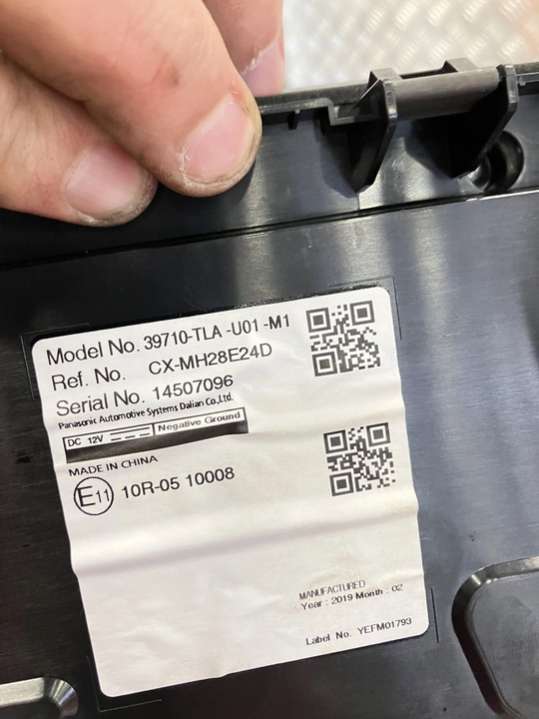 Model No. 39710-TLA -U01 -M1
Ref. No. CX-MH28E24D
Serial No. 14507096
Panasonic Automotive Systems Dalian Co.,Ltd.
DC 12V Negative Ground
MADE IN CHINA
E11 10R-05 10008
MANUFACTURED
Year : 2019 Month : 02
Label No. YEFM01793